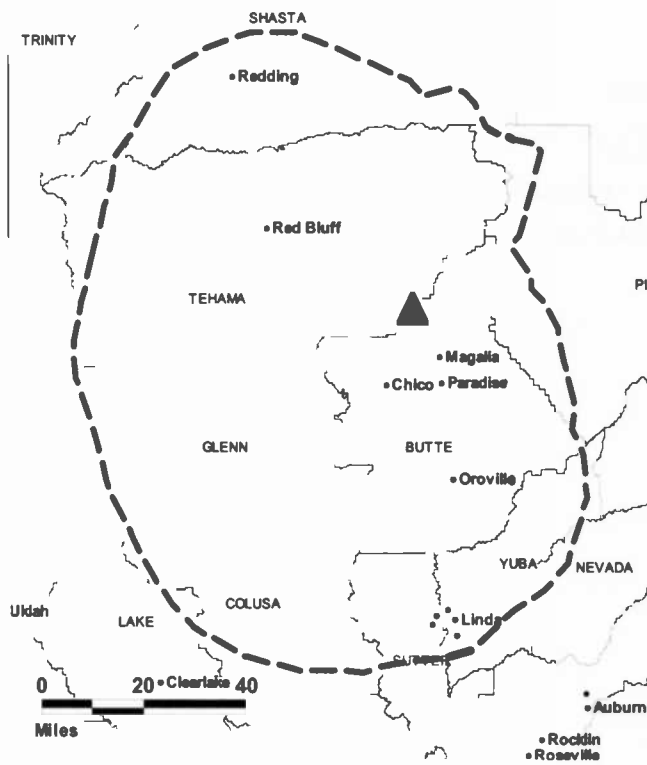 SHASTA
TRINITY
Redding
Red Bluff
TEHAMA
Magalia
Chico
Paradise
GLENN
BUTTE
Oroville
YUBA
NEVADA
COLUSA
Ukiah
LAKE
Linda
SUTTER
Clearlake
0 20 40
Miles
Auburn
Rocklin
Roseville